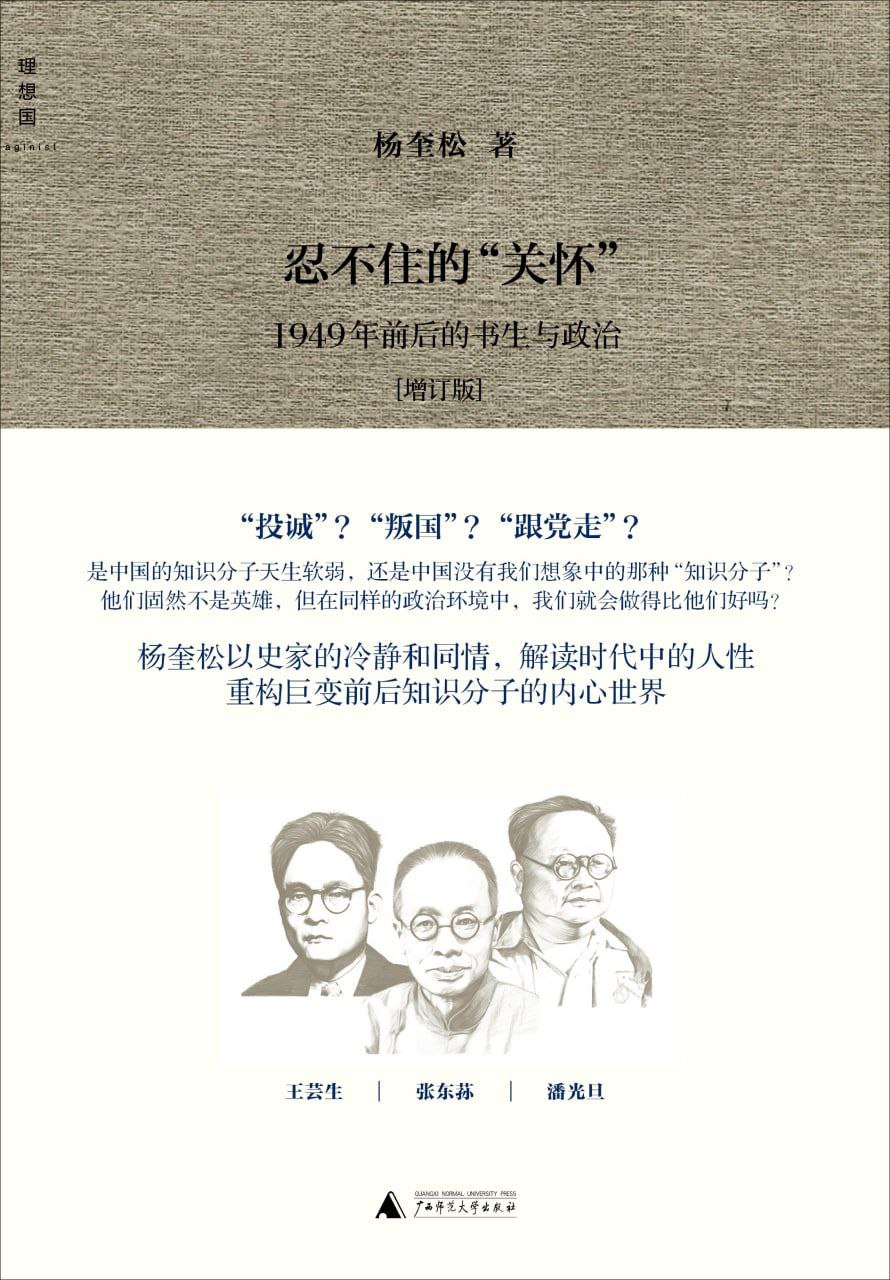 理想国
aginist
杨奎松 著
忍不住的“关怀”
1949年前后的书生与政治
[增订版]
“投诚”？“叛国”？“跟党走”？
是中国的知识分子天生软弱，还是中国没有我们想象中的那种“知识分子”？
他们固然不是英雄，但在同样的政治环境中，我们就会做得比他们好吗？
杨奎松以史家的冷静和同情，解读时代中的人性
重构巨变前后知识分子的内心世界
王芸生 | 张东荪 | 潘光旦
GUANGXI NORMAL UNIVERSITY PRESS
广西师范大学出版社